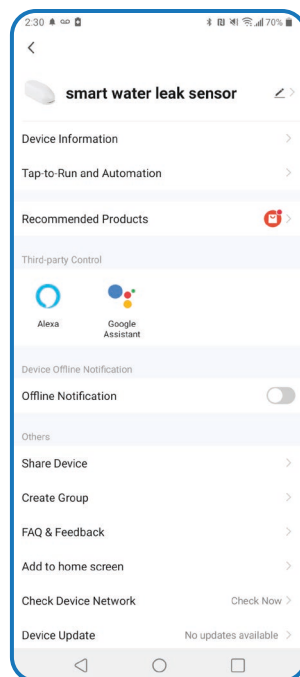 2:30 70%
smart water leak sensor
Device Information
Tap-to-Run and Automation
Recommended Products
Third-party Control
Alexa Google
Assistant
Device Offline Notification
Offline Notification
Others
Share Device
Create Group
FAQ & Feedback
Add to home screen
Check Device Network Check Now
Device Update No updates available